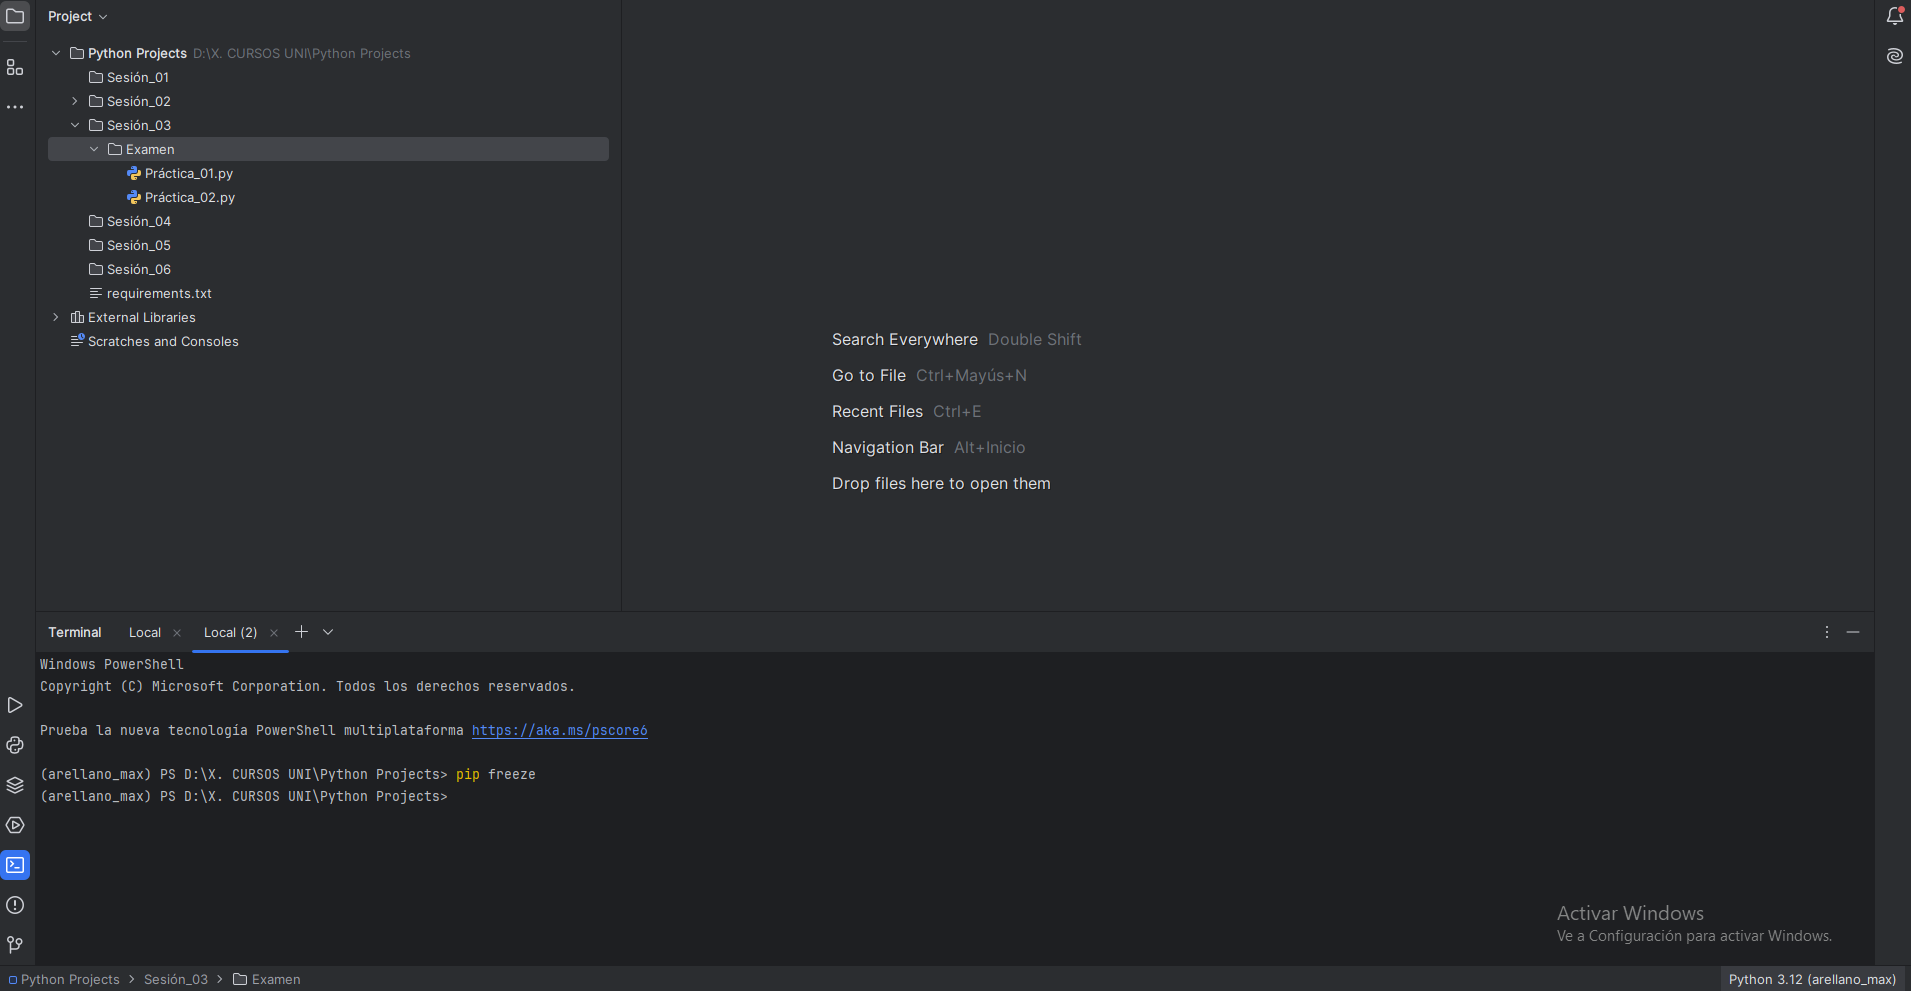 Project
Python Projects D:\X. CURSOS UNI\Python Projects
Sesión_01
Sesión_02
Sesión_03
Examen
Práctica_01.py
Práctica_02.py
Sesión_04
Sesión_05
Sesión_06
requirements.txt
External Libraries
Scratches and Consoles
Search Everywhere Double Shift
Go to File Ctrl+Mayús+N
Recent Files Ctrl+E
Navigation Bar Alt+Inicio
Drop files here to open them
Terminal Local Local (2)
Windows PowerShell
Copyright (C) Microsoft Corporation. Todos los derechos reservados.
Prueba la nueva tecnología PowerShell multiplataforma https://aka.ms/pscore6
(arellano_max) PS D:\X. CURSOS UNI\Python Projects> pip freeze
(arellano_max) PS D:\X. CURSOS UNI\Python Projects>
Activar Windows
Ve a Configuración para activar Windows.
Python Projects > Sesión_03 > Examen
Python 3.12 (arellano_max)